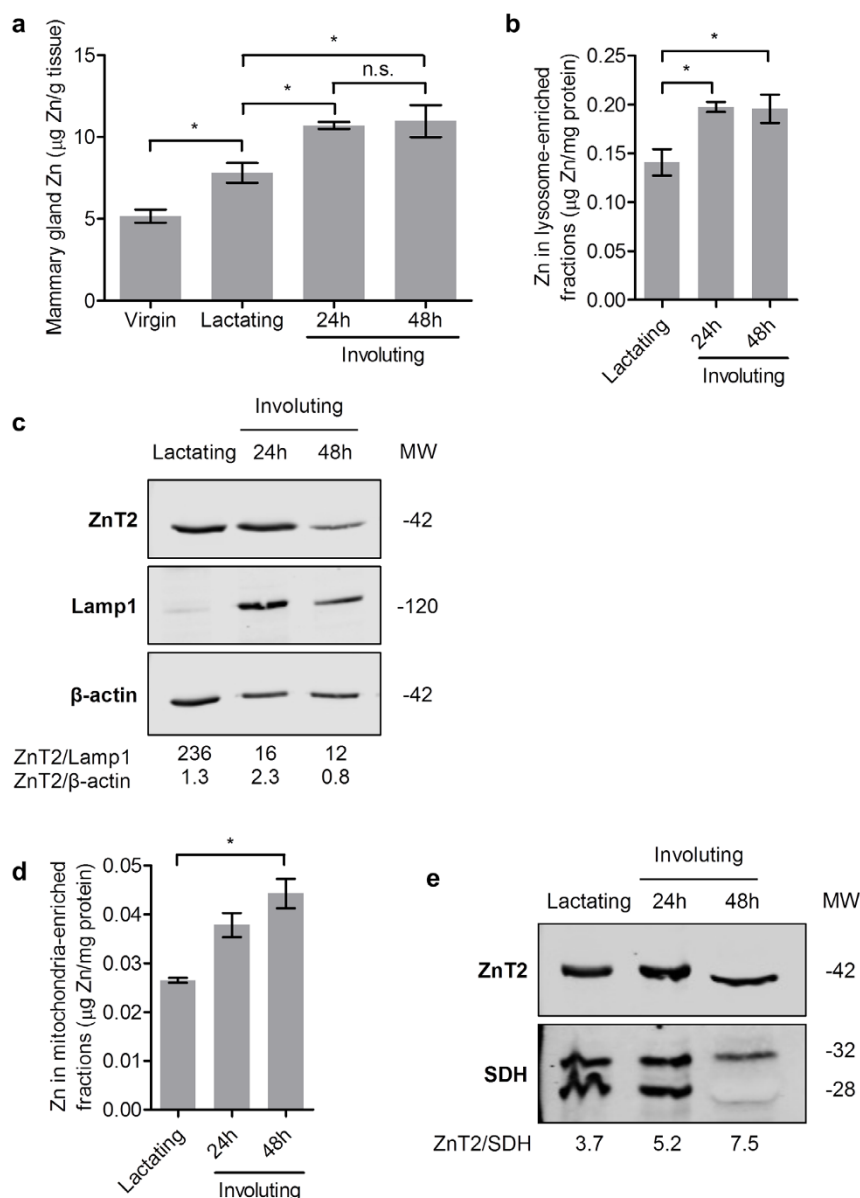 a
Mammary gland Zn (μg Zn/g tissue)
15
10
5
0
*
*
*
n.s.
Virgin
Lactating
24h
48h
Involuting
b
Zn in lysosome-enriched
fractions (μg Zn/mg protein)
0.25
0.20
0.15
0.10
0.05
0.00
*
*
Lactating
24h
48h
Involuting
c
Involuting
Lactating 24h 48h MW
ZnT2 -42
Lamp1 -120
β-actin -42
ZnT2/Lamp1 236 16 12
ZnT2/β-actin 1.3 2.3 0.8
d
Zn in mitochondria-enriched
fractions (μg Zn/mg protein)
0.05
0.04
0.03
0.02
0.01
0.00
*
Lactating
24h
48h
Involuting
e
Involuting
Lactating 24h 48h MW
ZnT2 -42
SDH -32
-28
ZnT2/SDH 3.7 5.2 7.5